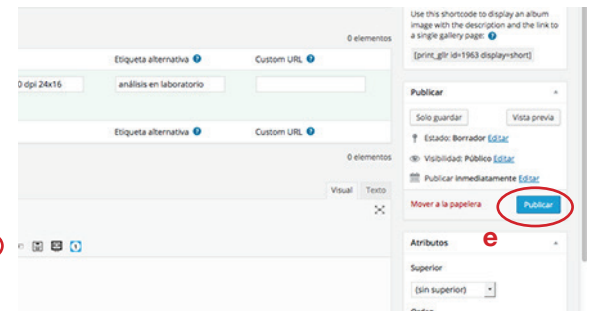 Use this shortcode to display an album
image with the description and the link to
a single gallery page:
[print_gllr id=1963 display=short]
0 elementos
Etiqueta alternativa
Custom URL
0 dpi 24x16
análisis en laboratorio
Etiqueta alternativa
Custom URL
0 elementos
Visual Texto
Publicar
Solo guardar Vista previa
Estado: Borrador Editar
Visibilidad: Público Editar
Publicar inmediatamente Editar
Mover a la papelera Publicar
e
Atributos
Superior
(sin superior)
Orden